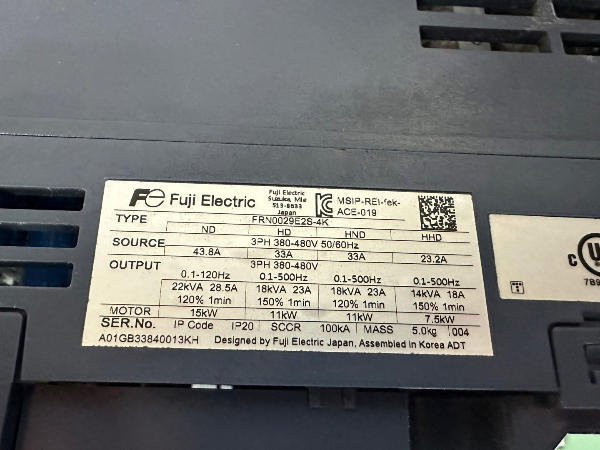 Fuji Electric
Fuji Electric
Suzuka, Mie
513-8633
Japan
MSIP-REI-fek-
ACE-019
TYPE FRN0029E2S-4K
ND HD HND HHD
SOURCE 3PH 380-480V 50/60Hz
43.8A 33A 33A 23.2A
OUTPUT 3PH 380-480V
0.1-120Hz 0.1-500Hz 0.1-500Hz 0.1-500Hz
22kVA 28.5A 18kVA 23A 18kVA 23A 14kVA 18A
120% 1min 150% 1min 120% 1min 150% 1min
MOTOR 15kW 11kW 11kW 7.5kW
SER.No. IP Code IP20 SCCR 100kA MASS 5.0kg 004
A01GB33840013KH Designed by Fuji Electric Japan, Assembled in Korea ADT
C U
7B9